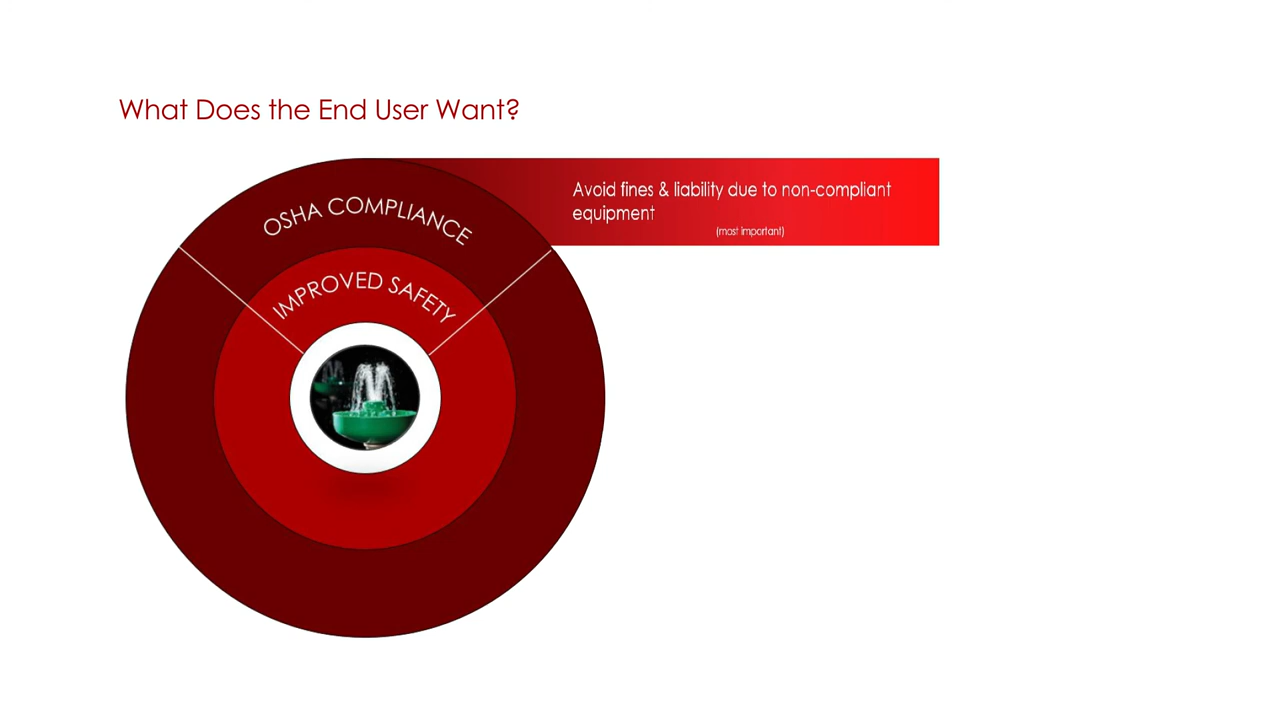 What Does the End User Want?
OSHA COMPLIANCE
Avoid fines & liability due to non-compliant
equipment
(most important)
IMPROVED SAFETY